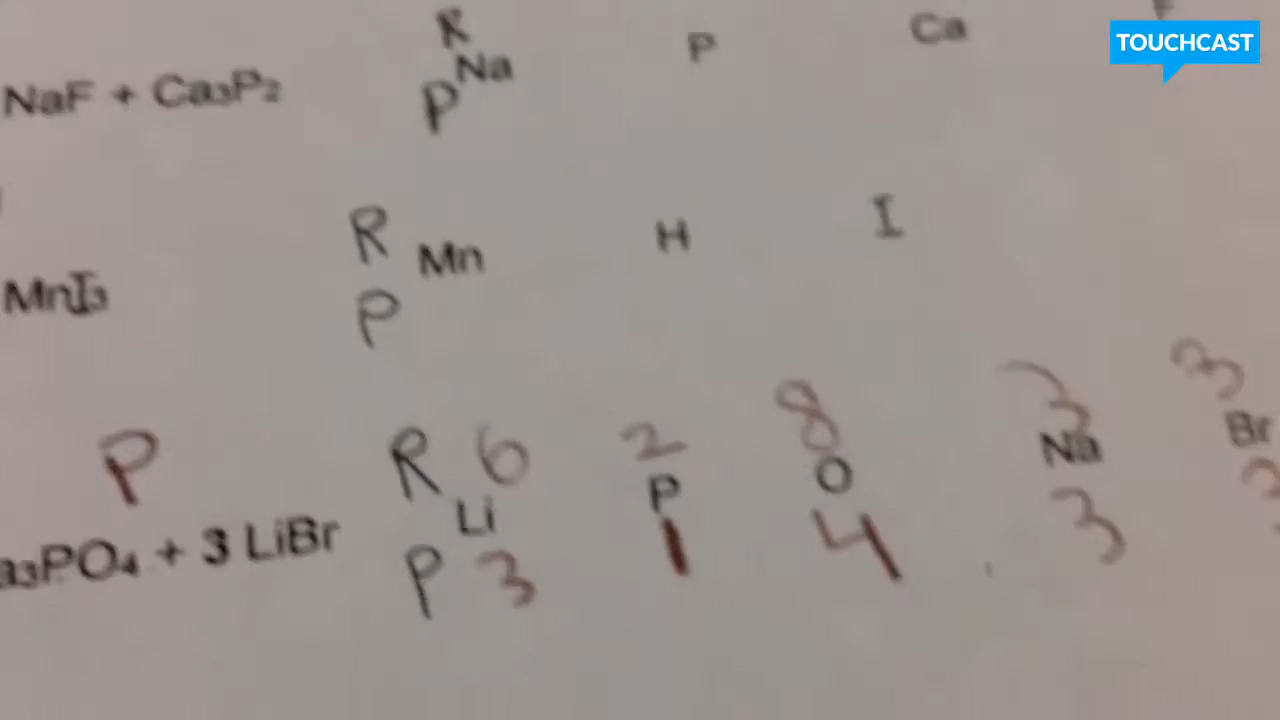 TOUCHCAST
R
NaF + Ca₃P₂ Na P Ca F
P
R
MnI₃ Mn H I
P
P R 6 2 8 3 3
Li P O Na Br
a₃PO₄ + 3 LiBr P 3 1 4 3 3